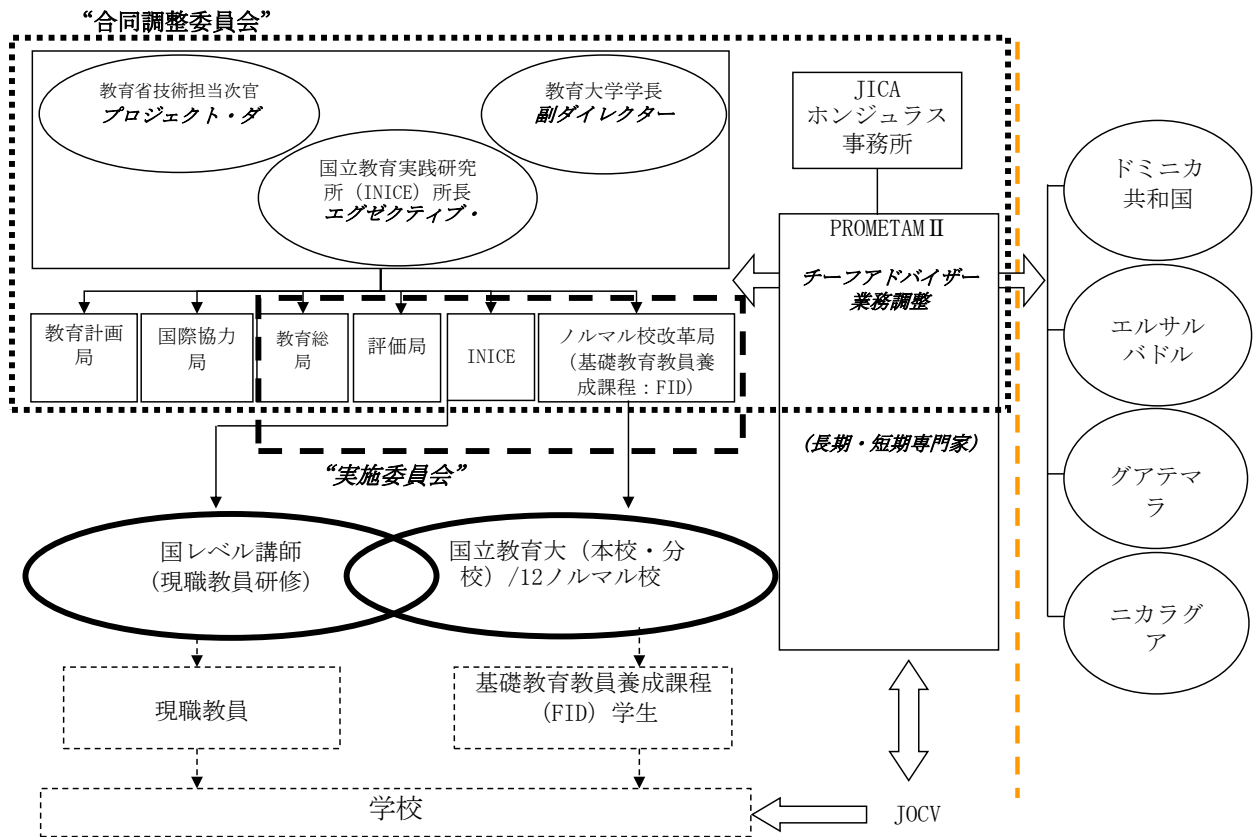 “合同調整委員会”
教育省技術担当次官
プロジェクト・ダ
教育大学学長
副ダイレクター
国立教育実践研究
所（INICE）所長
エグゼクティブ・
JICA
ホンジュラス
事務所
PROMETAMⅡ
チーフアドバイザー
業務調整
(長期・短期専門家)
教育計画
局
国際協力
局
教育総
局
評価局
INICE
ノルマル校改革局
（基礎教育教員養
成課程：FID）
“実施委員会”
国レベル講師
（現職教員研修）
国立教育大（本校・分
校）/12ノルマル校
現職教員
基礎教育教員養成課程
（FID）学生
学校
JOCV
ドミニカ
共和国
エルサル
バドル
グアテマ
ラ
ニカラグ
ア